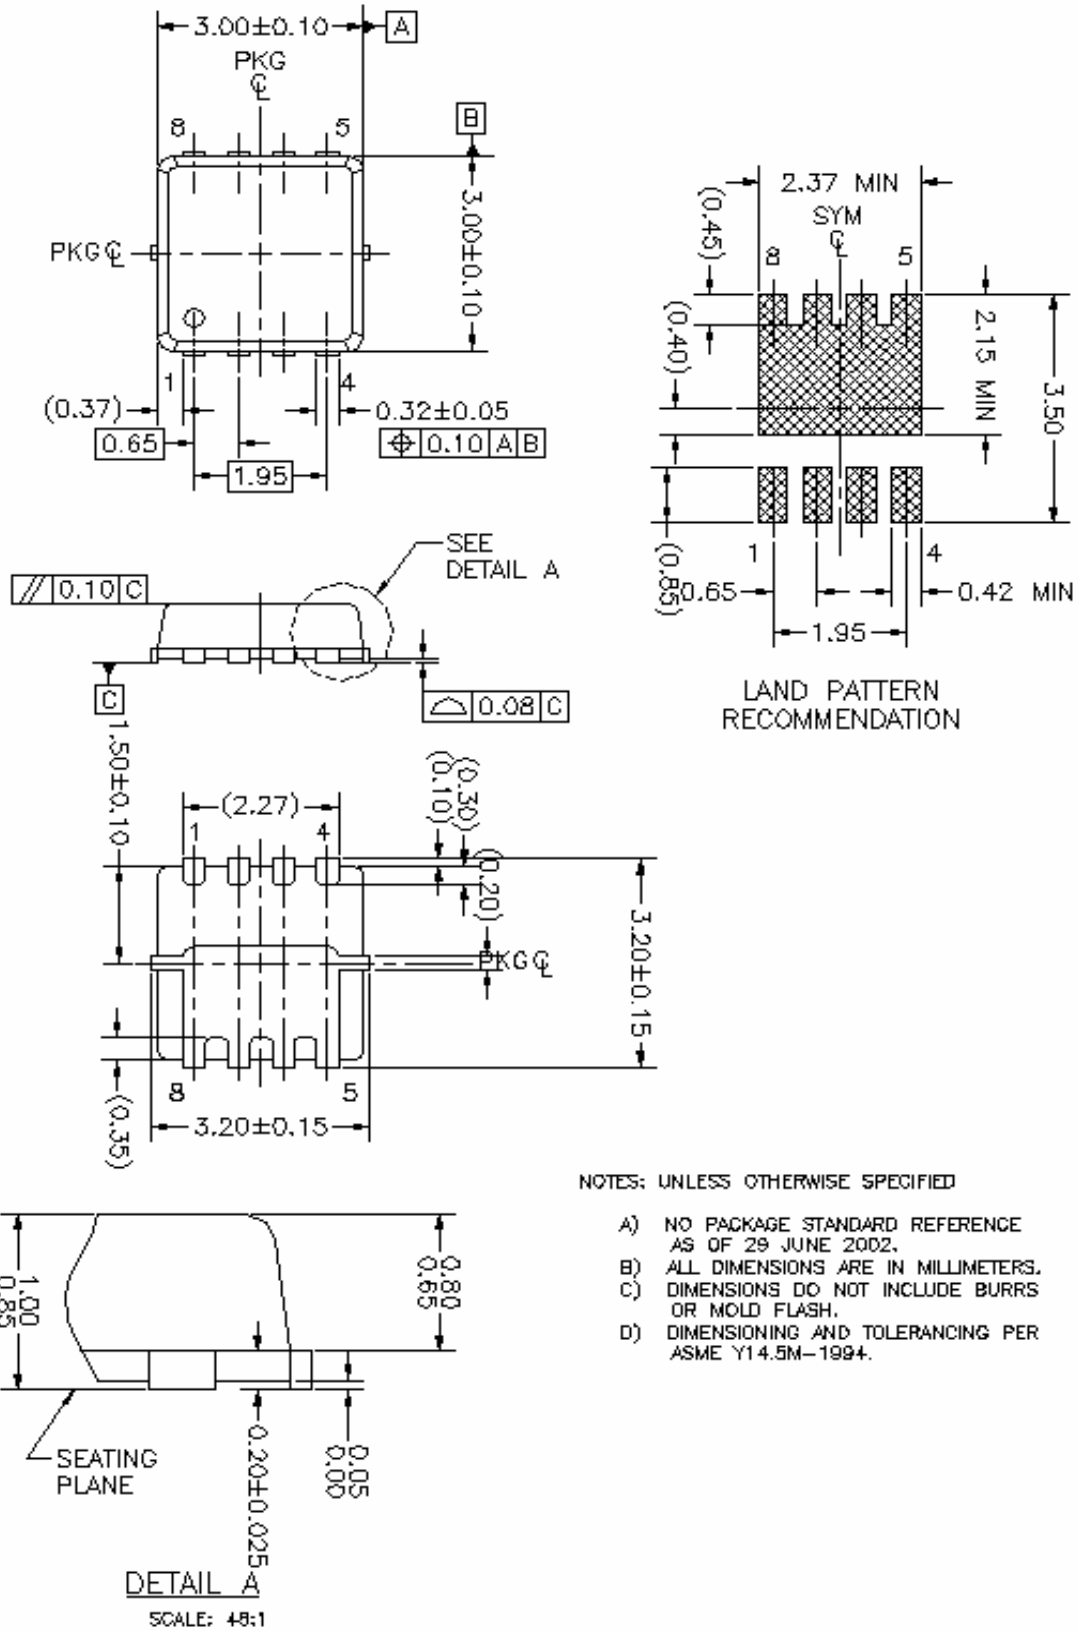 3.00±0.10
A
PKG
℄
B
8
5
3.00±0.10
PKG ℄
1
4
(0.37)
0.32±0.05
0.65
⌖ 0.10 A B
1.95
2.37 MIN
SYM
℄
(0.45)
8
5
(0.40)
2.15 MIN
3.50
1
4
(0.85)
0.65
0.42 MIN
1.95
LAND PATTERN
RECOMMENDATION
SEE
DETAIL A
// 0.10 C
C
⌓ 0.08 C
1.50±0.10
(2.27)
(0.10)
(0.30)
1
4
(0.20)
PKG ℄
3.20±0.15
8
5
(0.35)
3.20±0.15
NOTES: UNLESS OTHERWISE SPECIFIED
A) NO PACKAGE STANDARD REFERENCE
AS OF 29 JUNE 2002.
B) ALL DIMENSIONS ARE IN MILLIMETERS.
C) DIMENSIONS DO NOT INCLUDE BURRS
OR MOLD FLASH.
D) DIMENSIONING AND TOLERANCING PER
ASME Y14.5M-1994.
1.00
0.85
0.80
0.65
SEATING
PLANE
0.20±0.025
0.05
0.00
DETAIL A
SCALE: 48:1